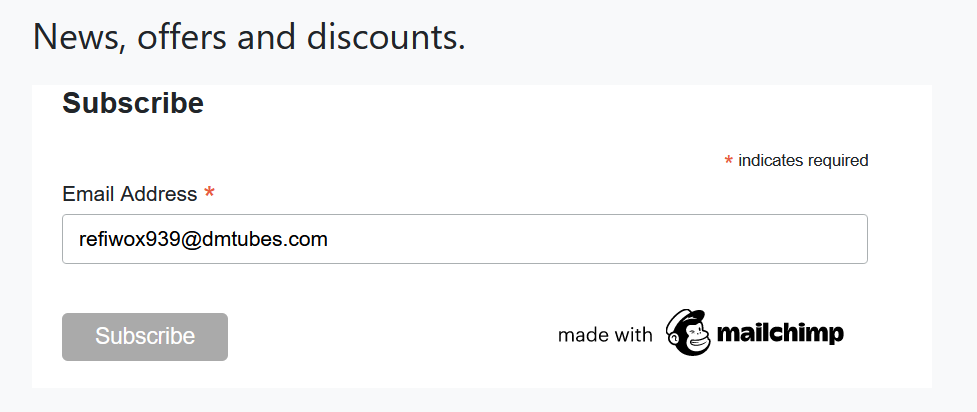 News, offers and discounts.
Subscribe
* indicates required
Email Address *
refiwox939@dmtubes.com
Subscribe
made with mailchimp